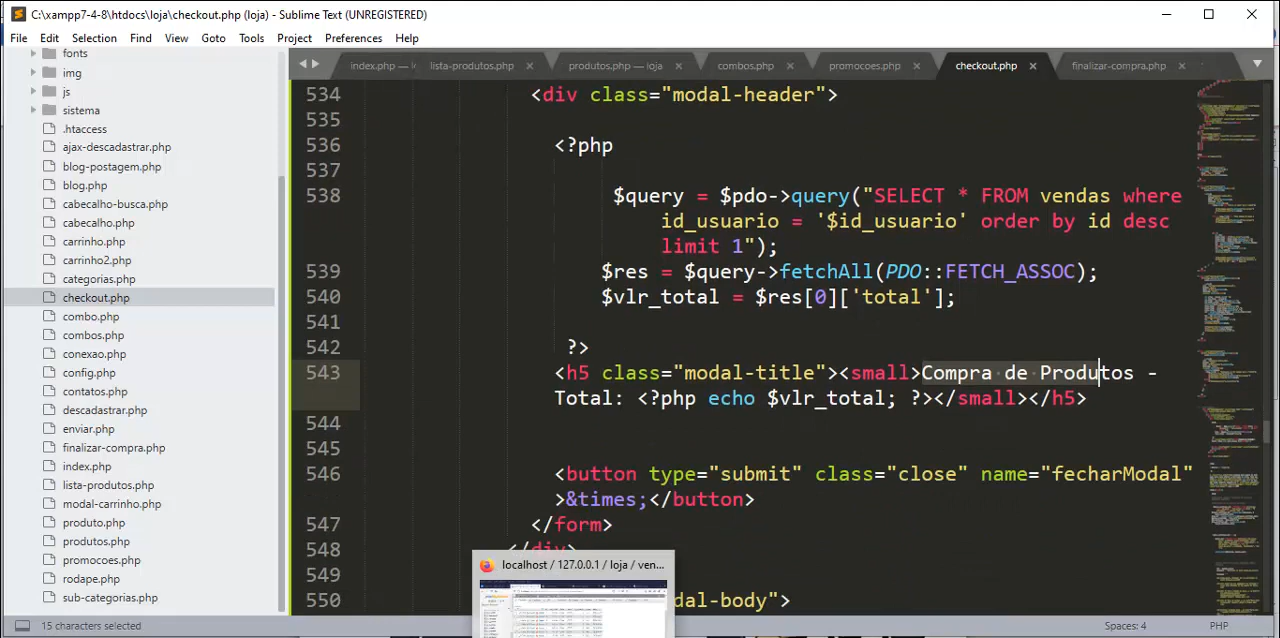 C:\xampp7-4-8\htdocs\loja\checkout.php (loja) - Sublime Text (UNREGISTERED)
File Edit Selection Find View Goto Tools Project Preferences Help
fonts
img
js
sistema
.htaccess
ajax-descadastrar.php
blog-postagem.php
blog.php
cabecalho-busca.php
cabecalho.php
carrinho.php
carrinho2.php
categorias.php
checkout.php
combo.php
combos.php
conexao.php
config.php
contatos.php
descadastrar.php
enviar.php
finalizar-compra.php
index.php
lista-produtos.php
modal-carrinho.php
produto.php
produtos.php
promocoes.php
rodape.php
sub-categorias.php
index.php — lista-produtos.php produtos.php — loja combos.php promocoes.php checkout.php finalizar-compra.php
534 <div class="modal-header">
535
536 <?php
537
538 $query = $pdo->query("SELECT * FROM vendas where
id_usuario = '$id_usuario' order by id desc
limit 1");
539 $res = $query->fetchAll(PDO::FETCH_ASSOC);
540 $vlr_total = $res[0]['total'];
541
542 ?>
543 <h5 class="modal-title"><small>Compra de Produtos -
Total: <?php echo $vlr_total; ?></small></h5>
544
545
546 <button type="submit" class="close" name="fecharModal"
>&times;</button>
547 </form>
548 </div>
549
550 dal-body">
localhost / 127.0.0.1 / loja / ven...
15 characters se
Spaces: 4
PHP